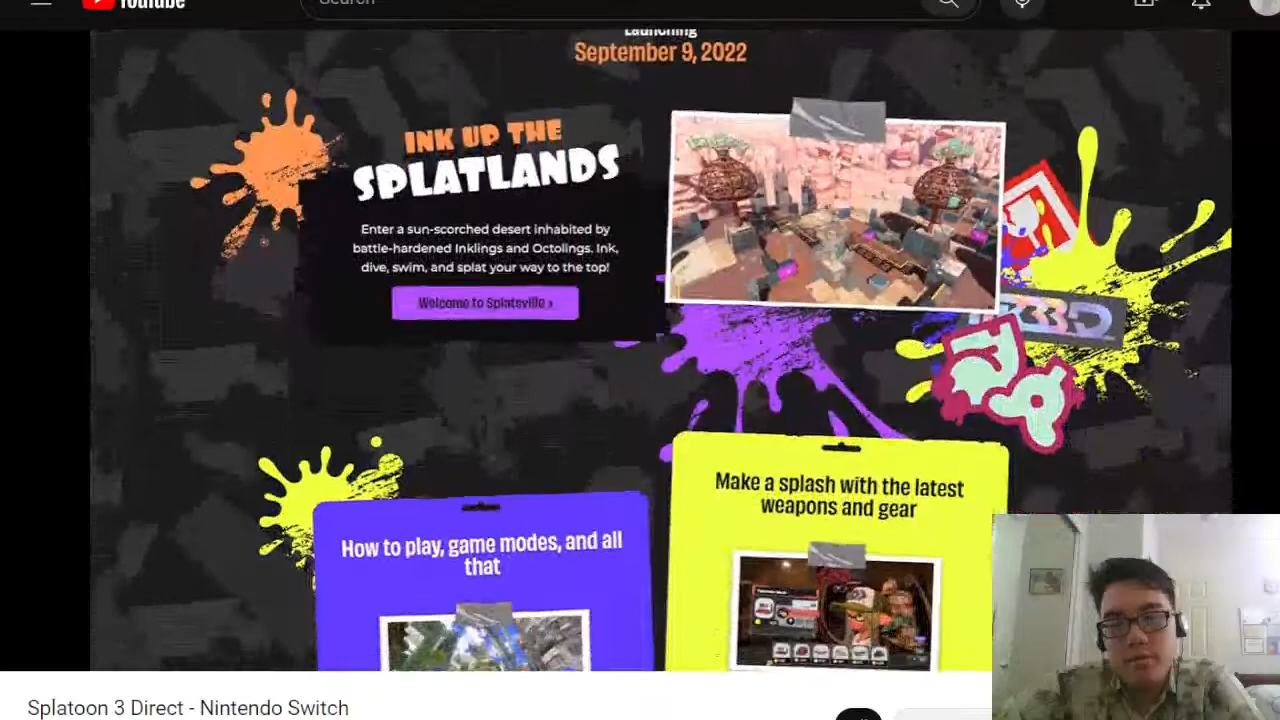 YouTube
Search
Launching
September 9, 2022
INK UP THE
SPLATLANDS
Enter a sun-scorched desert inhabited by
battle-hardened Inklings and Octolings. Ink,
dive, swim, and splat your way to the top!
Welcome to Splatsville ›
Make a splash with the latest
weapons and gear
How to play, game modes, and all
that
Splatoon 3 Direct - Nintendo Switch